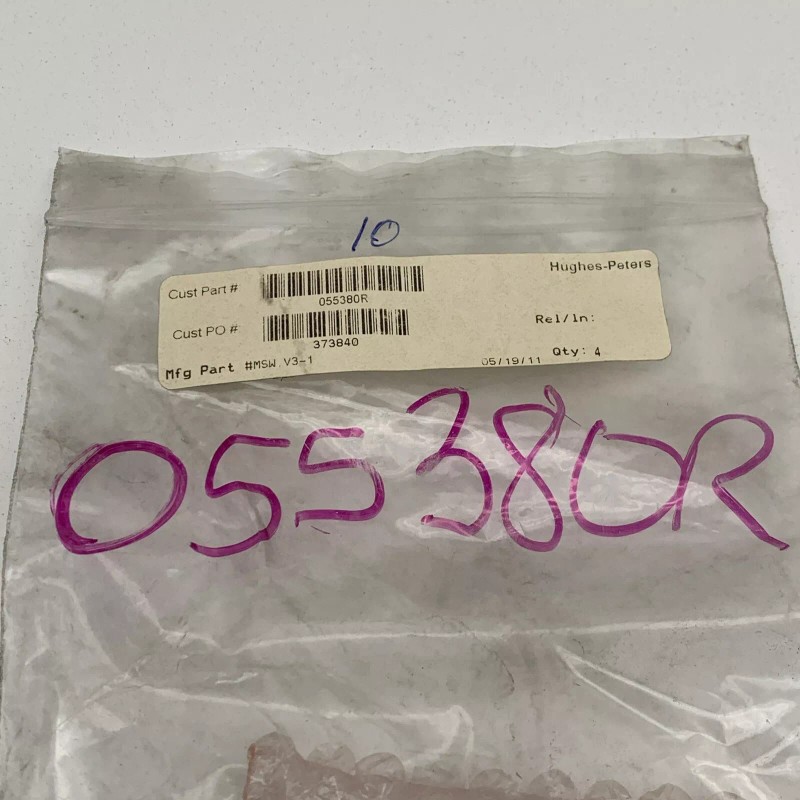 10
Hughes-Peters
Cust Part #
055380R
Rel/ln:
Cust PO #
373840
Mfg Part #MSW V3-1 05/19/11 Qty: 4
055380R